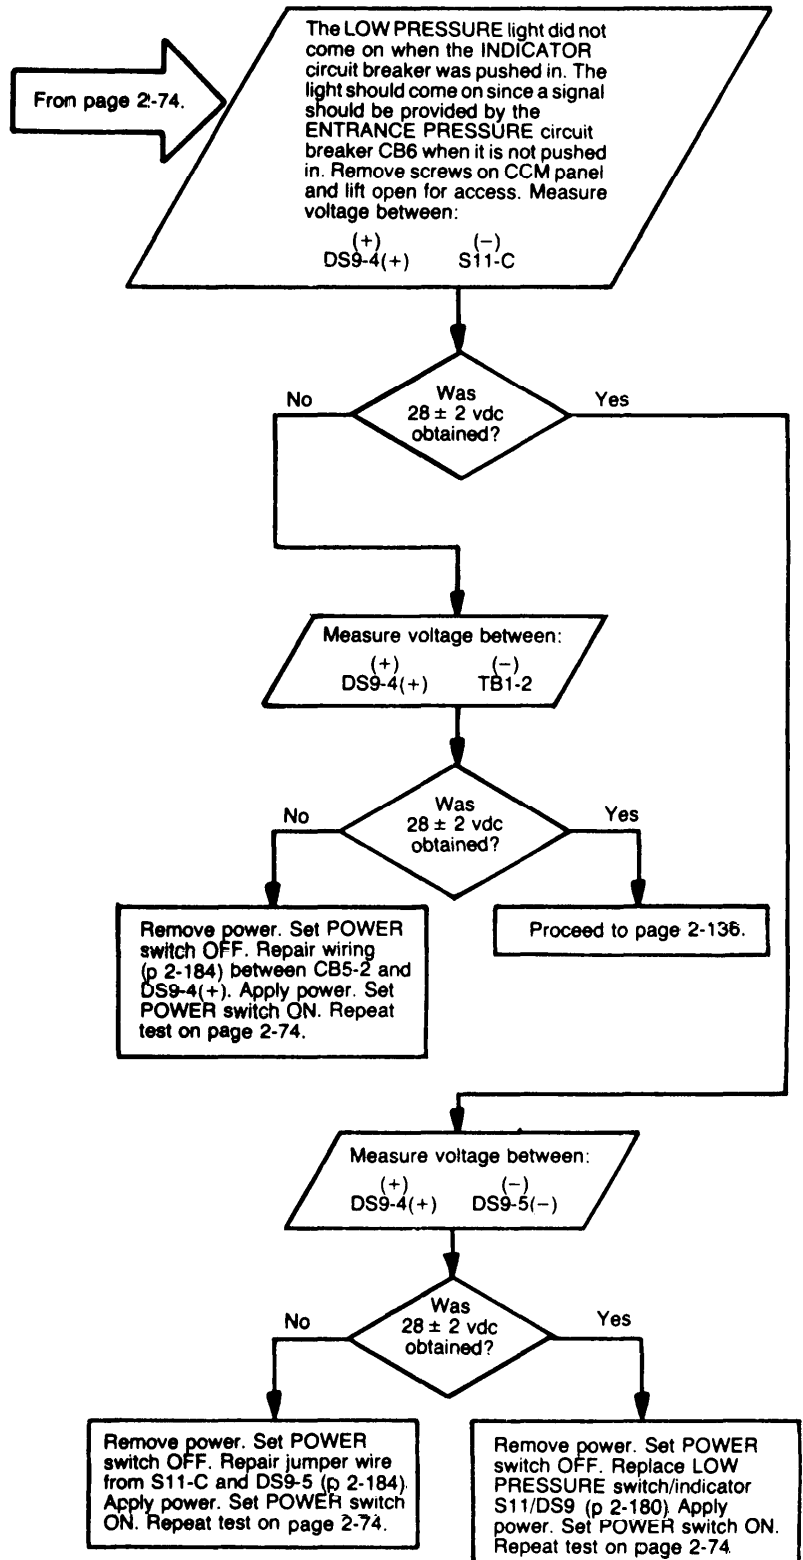 The LOW PRESSURE light did not
come on when the INDICATOR
circuit breaker was pushed in. The
light should come on since a signal
should be provided by the
ENTRANCE PRESSURE circuit
breaker CB6 when it is not pushed
in. Remove screws on CCM panel
and lift open for access. Measure
voltage between:
(+) (−)
DS9-4(+) S11-C
Fron page 2-74.
Was
28 ± 2 vdc
obtained?
No
Yes
Measure voltage between:
(+) (−)
DS9-4(+) TB1-2
Was
28 ± 2 vdc
obtained?
No
Yes
Remove power. Set POWER
switch OFF. Repair wiring
(p 2-184) between CB5-2 and
DS9-4(+). Apply power. Set
POWER switch ON. Repeat
test on page 2-74.
Proceed to page 2-136.
Measure voltage between:
(+) (−)
DS9-4(+) DS9-5(−)
Was
28 ± 2 vdc
obtained?
No
Yes
Remove power. Set POWER
switch OFF. Repair jumper wire
from S11-C and DS9-5 (p 2-184)
Apply power. Set POWER switch
ON. Repeat test on page 2-74.
Remove power. Set POWER
switch OFF. Replace LOW
PRESSURE switch/indicator
S11/DS9 (p 2-180) Apply
power. Set POWER switch ON.
Repeat test on page 2-74